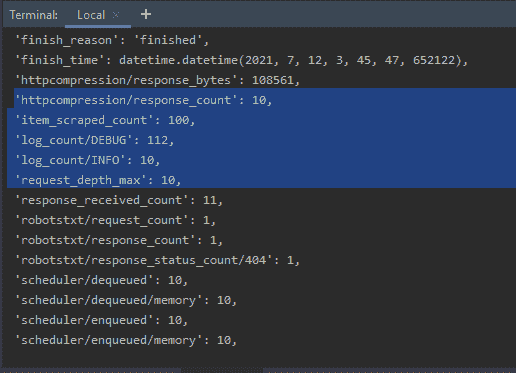 Terminal: Local × +
'finish_reason': 'finished',
'finish_time': datetime.datetime(2021, 7, 12, 3, 45, 47, 652122),
'httpcompression/response_bytes': 108561,
'httpcompression/response_count': 10,
'item_scraped_count': 100,
'log_count/DEBUG': 112,
'log_count/INFO': 10,
'request_depth_max': 10,
'response_received_count': 11,
'robotstxt/request_count': 1,
'robotstxt/response_count': 1,
'robotstxt/response_status_count/404': 1,
'scheduler/dequeued': 10,
'scheduler/dequeued/memory': 10,
'scheduler/enqueued': 10,
'scheduler/enqueued/memory': 10,